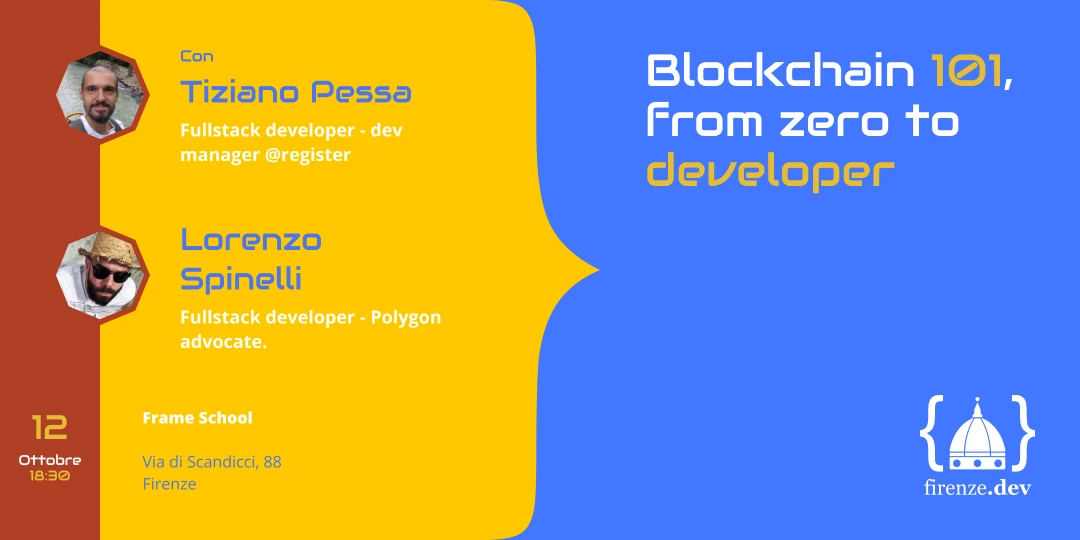 Con
Tiziano Pessa
Fullstack developer - dev
manager @register
Lorenzo
Spinelli
Fullstack developer - Polygon
advocate.
12
Ottobre
18:30
Frame School
Via di Scandicci, 88
Firenze
Blockchain 101,
from zero to
developer
{ }
firenze.dev